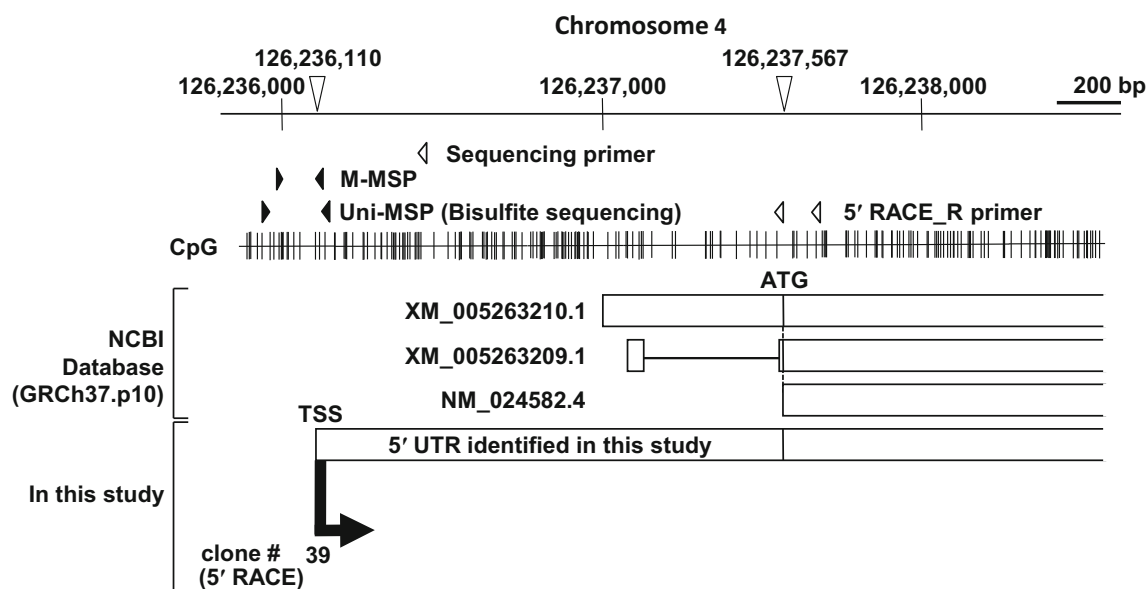 Chromosome 4
126,236,110 126,237,567
126,236,000 126,237,000 126,238,000 200 bp
Sequencing primer
M-MSP
Uni-MSP (Bisulfite sequencing) 5′ RACE_R primer
CpG
ATG
XM_005263210.1
NCBI
Database
(GRCh37.p10)
XM_005263209.1
NM_024582.4
TSS
5′ UTR identified in this study
In this study
clone # 39
(5′ RACE)